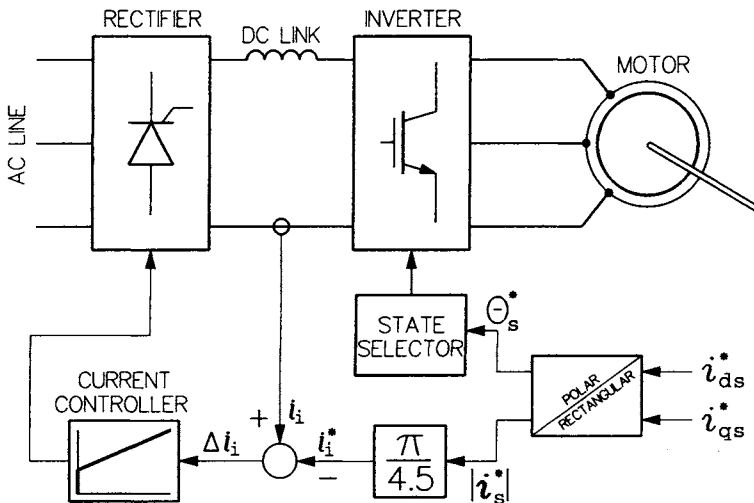 RECTIFIER
DC LINK
INVERTER
MOTOR
AC LINE
STATE
SELECTOR
Θ*s
POLAR
RECTANGULAR
i*ds
i*qs
CURRENT
CONTROLLER
Δii
+
ii
i*i
−
π
4.5
|i*s|